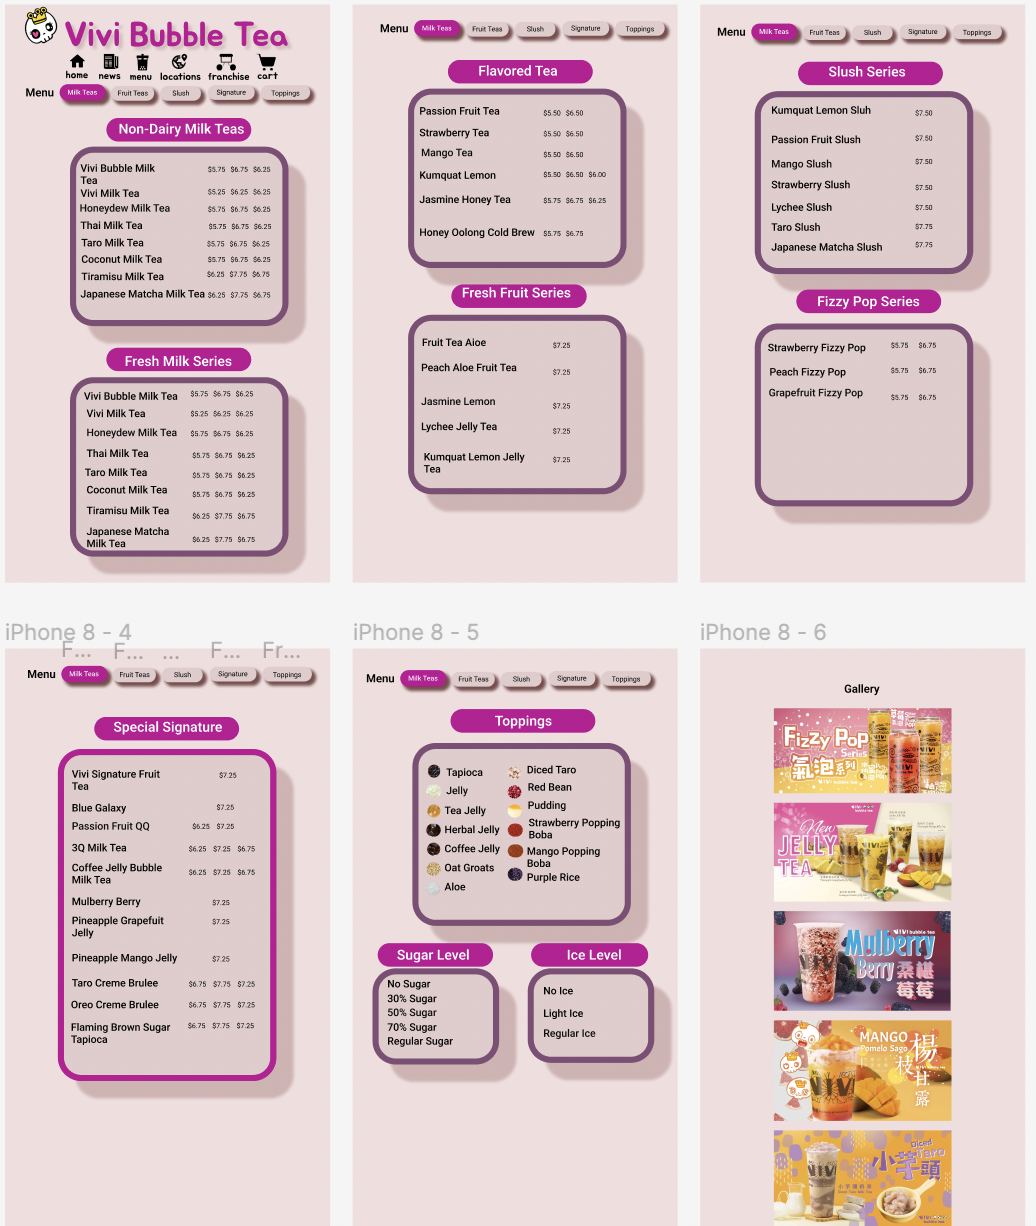 Vivi Bubble Tea
home news menu locations franchise cart
Menu Milk Teas Fruit Teas Slush Signature Toppings
Non-Dairy Milk Teas
Vivi Bubble Milk
Tea $5.75 $6.75 $6.25
Vivi Milk Tea $5.25 $6.25 $6.25
Honeydew Milk Tea $5.75 $6.75 $6.25
Thai Milk Tea $5.75 $6.75 $6.25
Taro Milk Tea $5.75 $6.75 $6.25
Coconut Milk Tea $5.75 $6.75 $6.25
Tiramisu Milk Tea $6.25 $7.75 $6.75
Japanese Matcha Milk Tea $6.25 $7.75 $6.75
Fresh Milk Series
Vivi Bubble Milk Tea $5.75 $6.75 $6.25
Vivi Milk Tea $5.25 $6.25 $6.25
Honeydew Milk Tea $5.75 $6.75 $6.25
Thai Milk Tea $5.75 $6.75 $6.25
Taro Milk Tea $5.75 $6.75 $6.25
Coconut Milk Tea $5.75 $6.75 $6.25
Tiramisu Milk Tea $6.25 $7.75 $6.75
Japanese Matcha
Milk Tea $6.25 $7.75 $6.75
Menu Milk Teas Fruit Teas Slush Signature Toppings
Flavored Tea
Passion Fruit Tea $5.50 $6.50
Strawberry Tea $5.50 $6.50
Mango Tea $5.50 $6.50
Kumquat Lemon $5.50 $6.50 $6.00
Jasmine Honey Tea $5.75 $6.75 $6.25
Honey Oolong Cold Brew $5.75 $6.75
Fresh Fruit Series
Fruit Tea Aioe $7.25
Peach Aloe Fruit Tea $7.25
Jasmine Lemon $7.25
Lychee Jelly Tea $7.25
Kumquat Lemon Jelly
Tea $7.25
Menu Milk Teas Fruit Teas Slush Signature Toppings
Slush Series
Kumquat Lemon Sluh $7.50
Passion Fruit Slush $7.50
Mango Slush $7.50
Strawberry Slush $7.50
Lychee Slush $7.50
Taro Slush $7.75
Japanese Matcha Slush $7.75
Fizzy Pop Series
Strawberry Fizzy Pop $5.75 $6.75
Peach Fizzy Pop $5.75 $6.75
Grapefruit Fizzy Pop $5.75 $6.75
iPhone 8 - 4
F... F... ... F... Fr...
Menu Milk Teas Fruit Teas Slush Signature Toppings
Special Signature
Vivi Signature Fruit
Tea $7.25
Blue Galaxy $7.25
Passion Fruit QQ $6.25 $7.25
3Q Milk Tea $6.25 $7.25 $6.75
Coffee Jelly Bubble
Milk Tea $6.25 $7.25 $6.75
Mulberry Berry $7.25
Pineapple Grapefuit
Jelly $7.25
Pineapple Mango Jelly $7.25
Taro Creme Brulee $6.75 $7.75 $7.25
Oreo Creme Brulee $6.75 $7.75 $7.25
Flaming Brown Sugar
Tapioca $6.75 $7.75 $7.25
iPhone 8 - 5
Menu Milk Teas Fruit Teas Slush Signature Toppings
Toppings
Tapioca
Jelly
Tea Jelly
Herbal Jelly
Coffee Jelly
Oat Groats
Aloe
Diced Taro
Red Bean
Pudding
Strawberry Popping
Boba
Mango Popping
Boba
Purple Rice
Sugar Level
No Sugar
30% Sugar
50% Sugar
70% Sugar
Regular Sugar
Ice Level
No Ice
Light Ice
Regular Ice
iPhone 8 - 6
Gallery
Fizzy Pop
Series
氣泡系列
New
JELLY
TEA
ViVi bubble tea
Mulberry
Berry 桑椹
莓莓
MANGO
Pomelo Sago
楊枝甘露
Diced
Taro
小芋頭